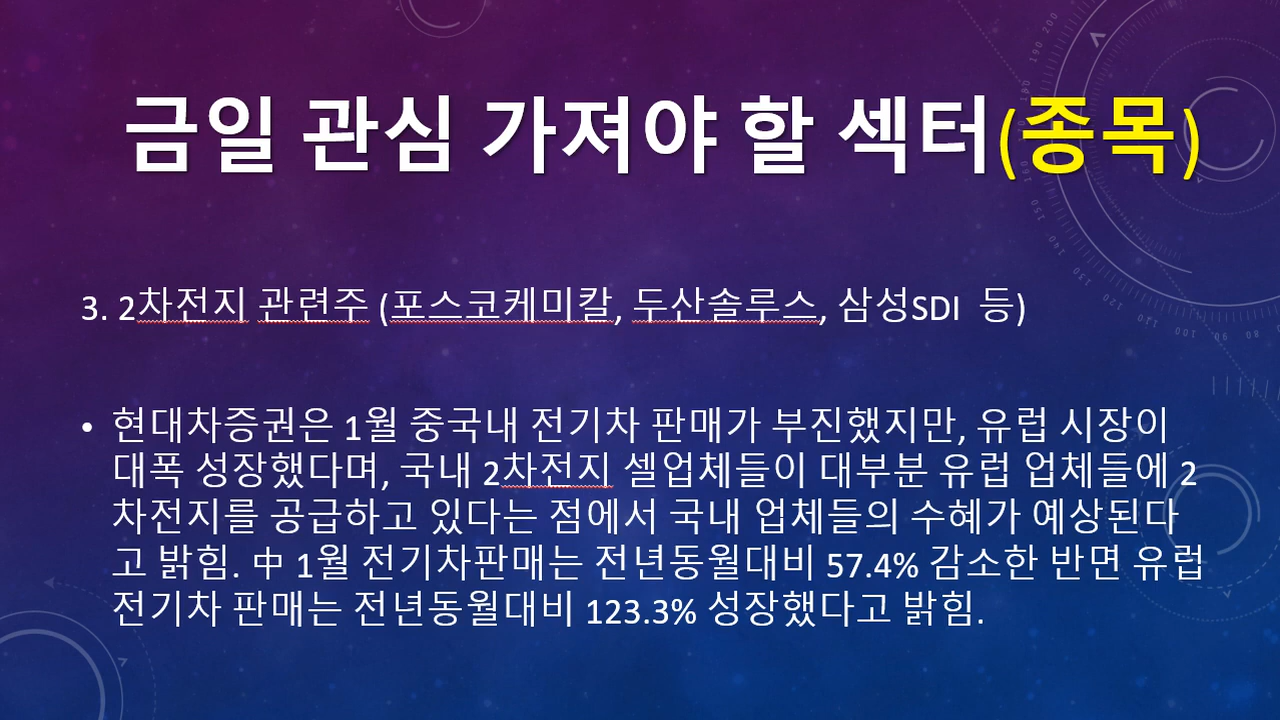 금일 관심 가져야 할 섹터(종목)
3. 2차전지 관련주 (포스코케미칼, 두산솔루스, 삼성SDI 등)
• 현대차증권은 1월 중국내 전기차 판매가 부진했지만, 유럽 시장이
대폭 성장했다며, 국내 2차전지 셀업체들이 대부분 유럽 업체들에 2
차전지를 공급하고 있다는 점에서 국내 업체들의 수혜가 예상된다
고 밝힘. 中 1월 전기차판매는 전년동월대비 57.4% 감소한 반면 유럽
전기차 판매는 전년동월대비 123.3% 성장했다고 밝힘.